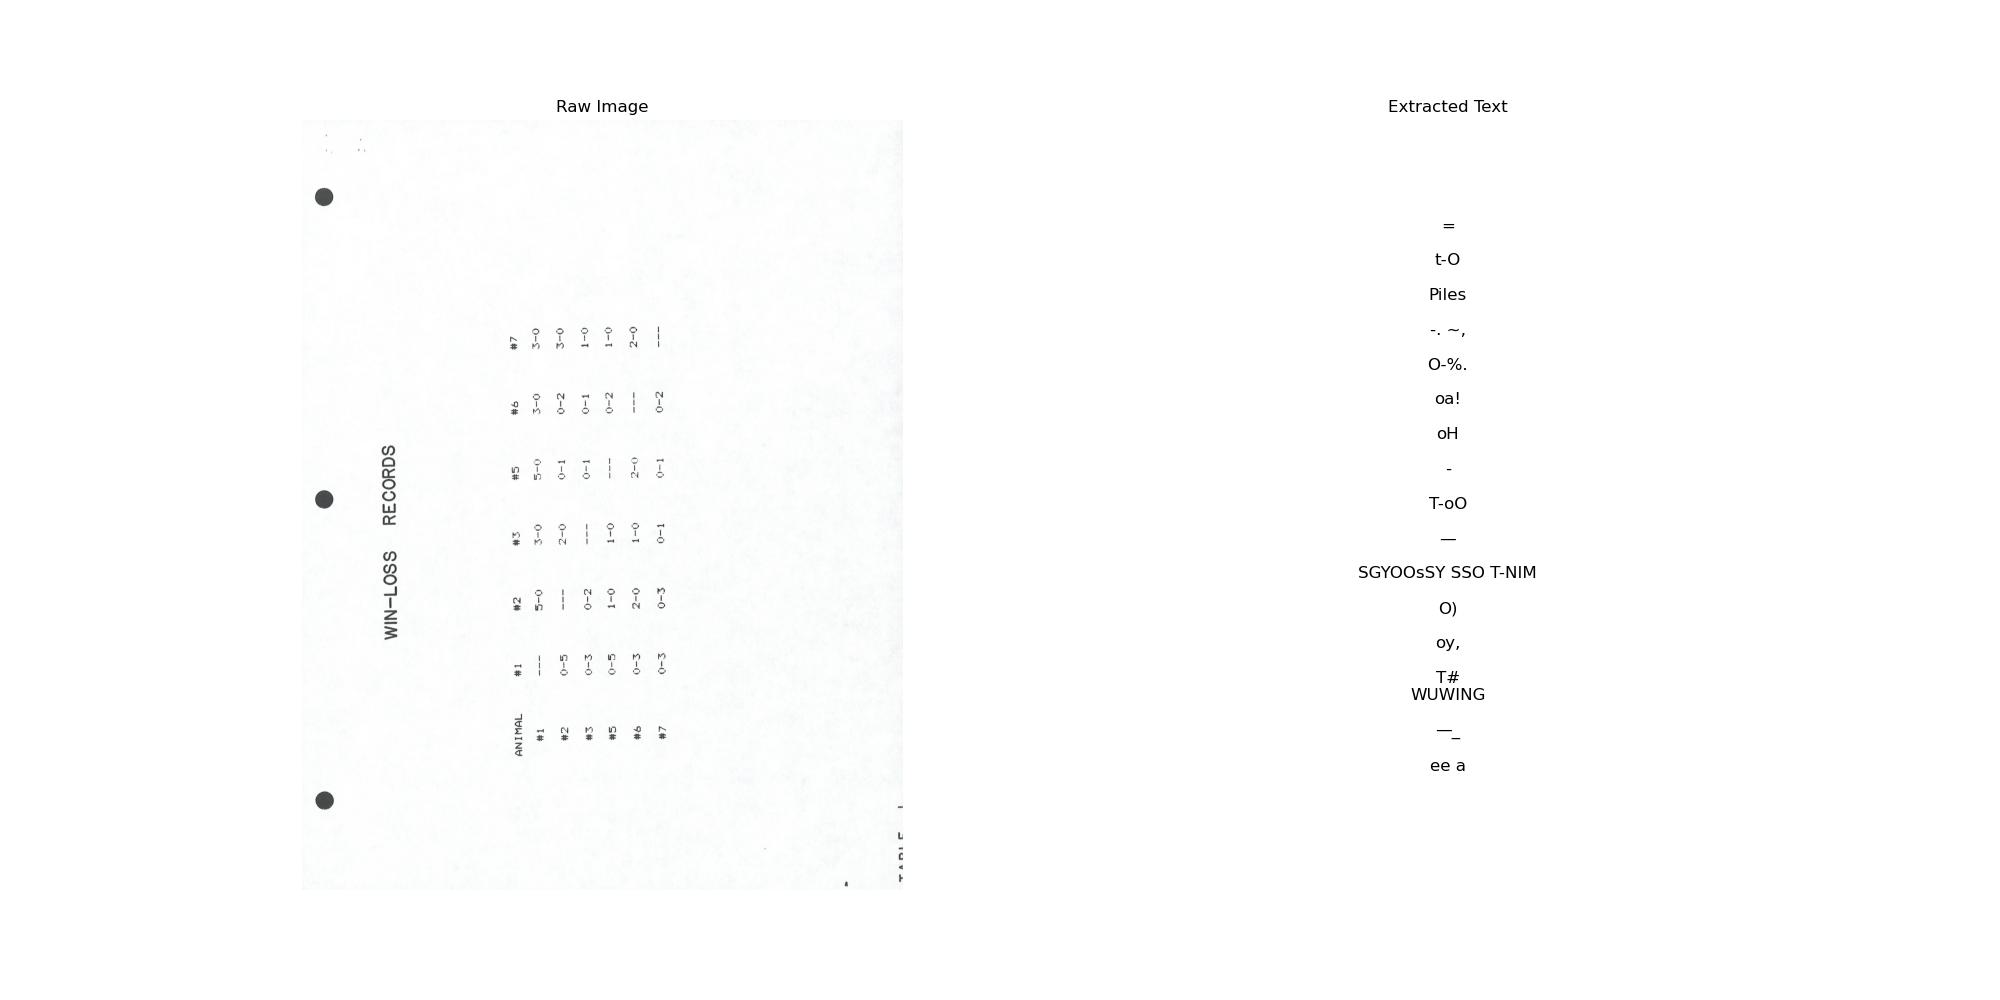 Raw Image
WIN-LOSS RECORDS
ANIMAL #1 #2 #3 #5 #6 #7
#1 --- 5-0 3-0 5-0 3-0 3-0
#2 0-5 --- 2-0 0-1 0-2 3-0
#3 0-3 0-2 --- 0-1 0-1 1-0
#5 0-5 1-0 1-0 --- 0-2 1-0
#6 0-3 2-0 1-0 2-0 --- 2-0
#7 0-3 0-3 0-1 0-1 0-2 ---
TABLE
Extracted Text
=
t-O
Piles
-. ~,
O-%.
oa!
oH
-
T-oO
—
SGYOOsSY SSO T-NIM
O)
oy,
T#
WUWING
—_
ee a